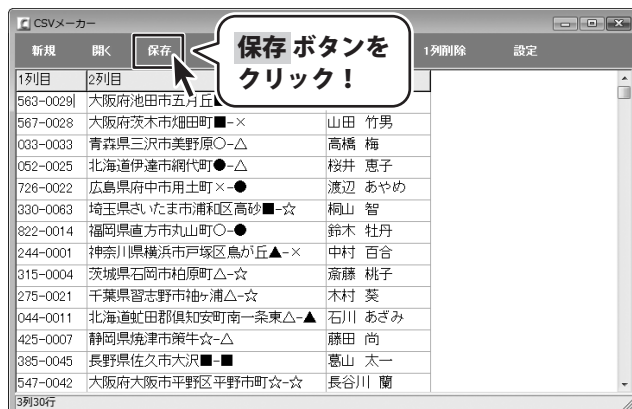 CSVメーカー
新規 開く 保存 1列削除 設定
保存 ボタンを
クリック！
1列目 2列目
563-0029 大阪府池田市五月丘■
567-0028 大阪府茨木市畑田町■-× 山田 竹男
033-0033 青森県三沢市美野原○-△ 高橋 梅
052-0025 北海道伊達市網代町●-△ 桜井 恵子
726-0022 広島県府中市用土町×-● 渡辺 あやめ
330-0063 埼玉県さいたま市浦和区高砂■-☆ 桐山 智
822-0014 福岡県直方市丸山町○-● 鈴木 牡丹
244-0001 神奈川県横浜市戸塚区鳥が丘▲-× 中村 百合
315-0004 茨城県石岡市柏原町△-☆ 斎藤 桃子
275-0021 千葉県習志野市袖ヶ浦△-☆ 木村 葵
044-0011 北海道虻田郡倶知安町南一条東△-▲ 石川 あざみ
425-0007 静岡県焼津市策牛☆-△ 藤田 尚
385-0045 長野県佐久市大沢■-■ 葛山 太一
547-0042 大阪府大阪市平野区平野市町☆-☆ 長谷川 蘭
3列30行